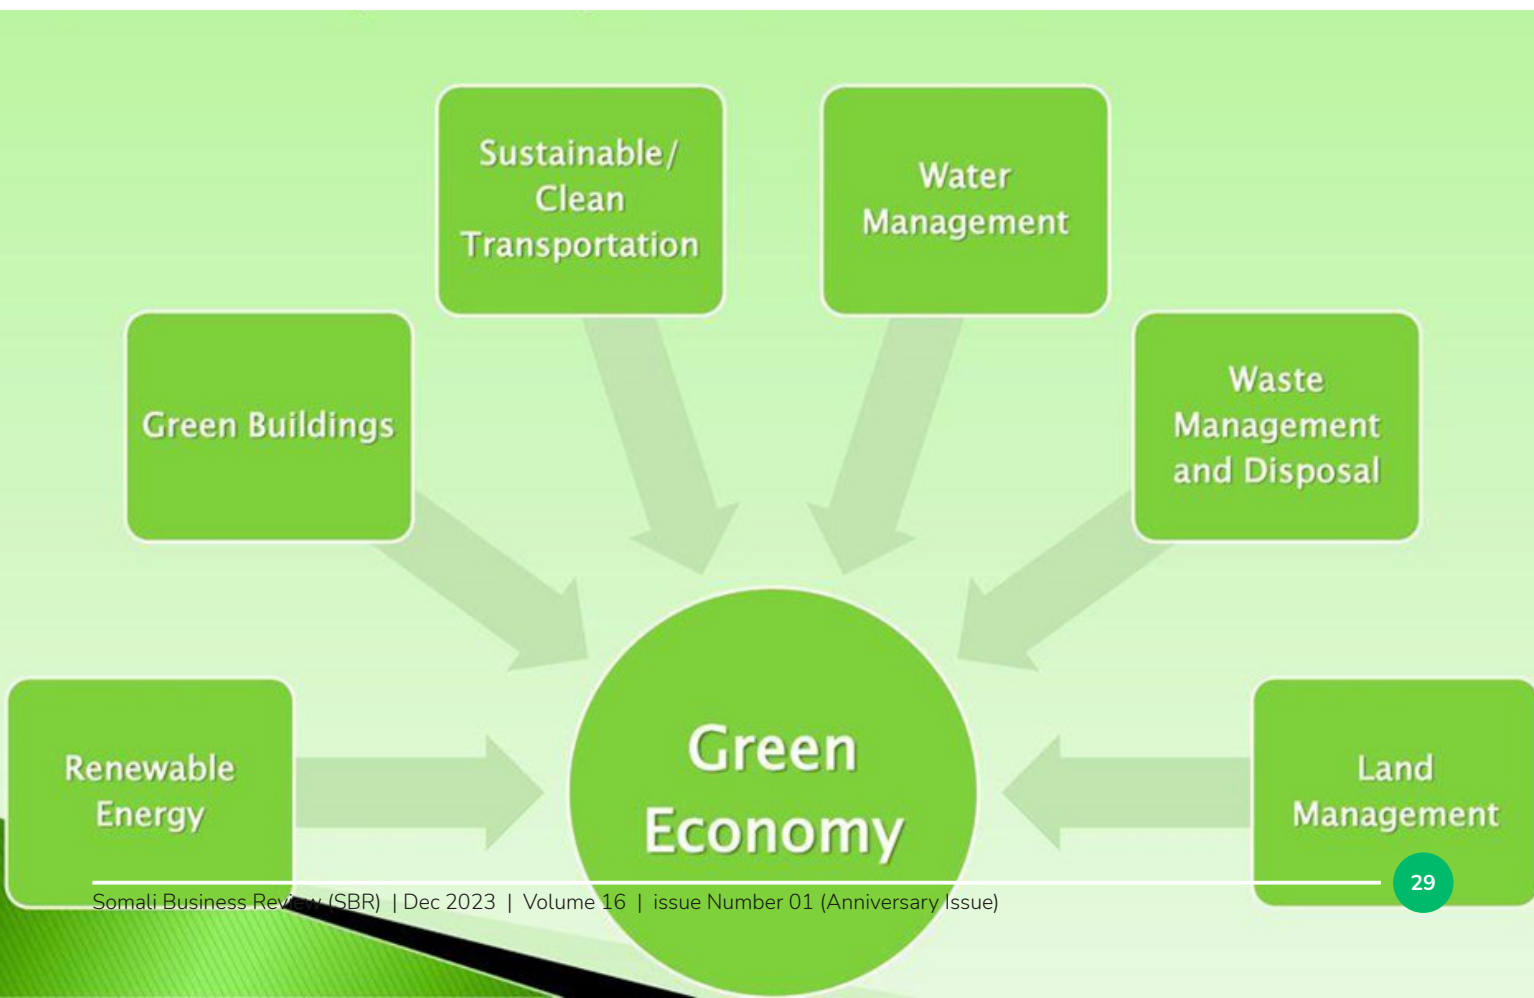 Sustainable/
Clean
Transportation
Water
Management
Green Buildings
Waste
Management
and Disposal
Renewable
Energy
Green
Economy
Land
Management
Somali Business Review (SBR) | Dec 2023 | Volume 16 | issue Number 01 (Anniversary Issue)
29